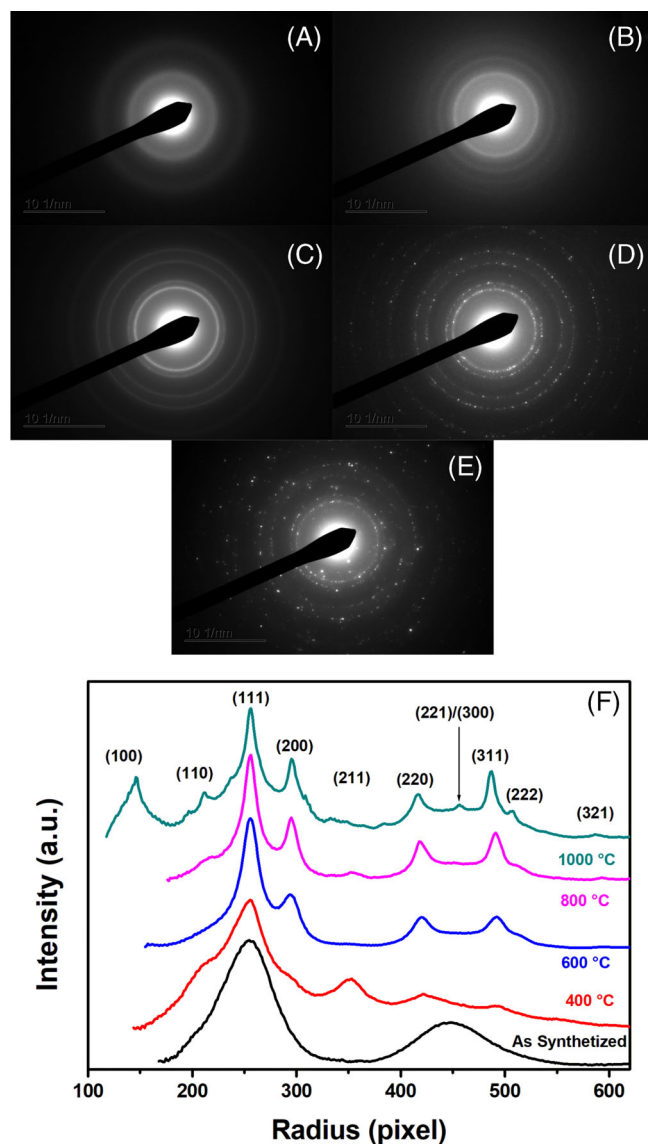 (A)
(B)
10 1/nm
10 1/nm
(C)
(D)
10 1/nm
10 1/nm
(E)
10 1/nm
(F)
(111)
(221)/(300)
(100)
(110)
(200)
(211)
(220)
(311)
(222)
(321)
1000 °C
800 °C
600 °C
400 °C
As Synthetized
Intensity (a.u.)
100 200 300 400 500 600
Radius (pixel)